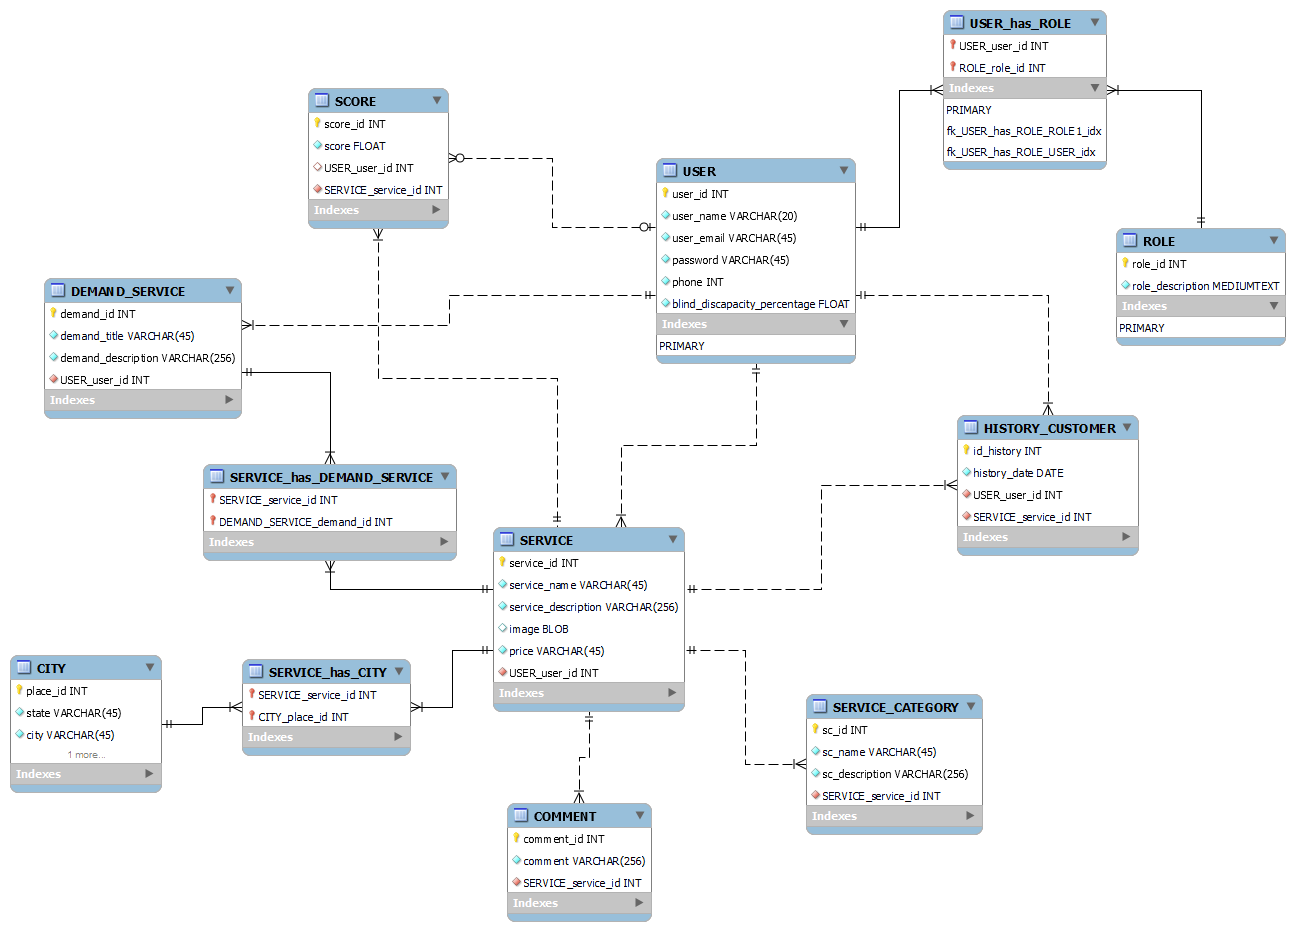 USER_has_ROLE
USER_user_id INT
ROLE_role_id INT
Indexes
PRIMARY
fk_USER_has_ROLE_ROLE1_idx
fk_USER_has_ROLE_USER_idx
SCORE
score_id INT
score FLOAT
USER_user_id INT
SERVICE_service_id INT
Indexes
USER
user_id INT
user_name VARCHAR(20)
user_email VARCHAR(45)
password VARCHAR(45)
phone INT
blind_discapacity_percentage FLOAT
Indexes
PRIMARY
ROLE
role_id INT
role_description MEDIUMTEXT
Indexes
PRIMARY
DEMAND_SERVICE
demand_id INT
demand_title VARCHAR(45)
demand_description VARCHAR(256)
USER_user_id INT
Indexes
HISTORY_CUSTOMER
id_history INT
history_date DATE
USER_user_id INT
SERVICE_service_id INT
Indexes
SERVICE_has_DEMAND_SERVICE
SERVICE_service_id INT
DEMAND_SERVICE_demand_id INT
Indexes
SERVICE
service_id INT
service_name VARCHAR(45)
service_description VARCHAR(256)
image BLOB
price VARCHAR(45)
USER_user_id INT
Indexes
CITY
place_id INT
state VARCHAR(45)
city VARCHAR(45)
1 more...
Indexes
SERVICE_has_CITY
SERVICE_service_id INT
CITY_place_id INT
Indexes
SERVICE_CATEGORY
sc_id INT
sc_name VARCHAR(45)
sc_description VARCHAR(256)
SERVICE_service_id INT
Indexes
COMMENT
comment_id INT
comment VARCHAR(256)
SERVICE_service_id INT
Indexes